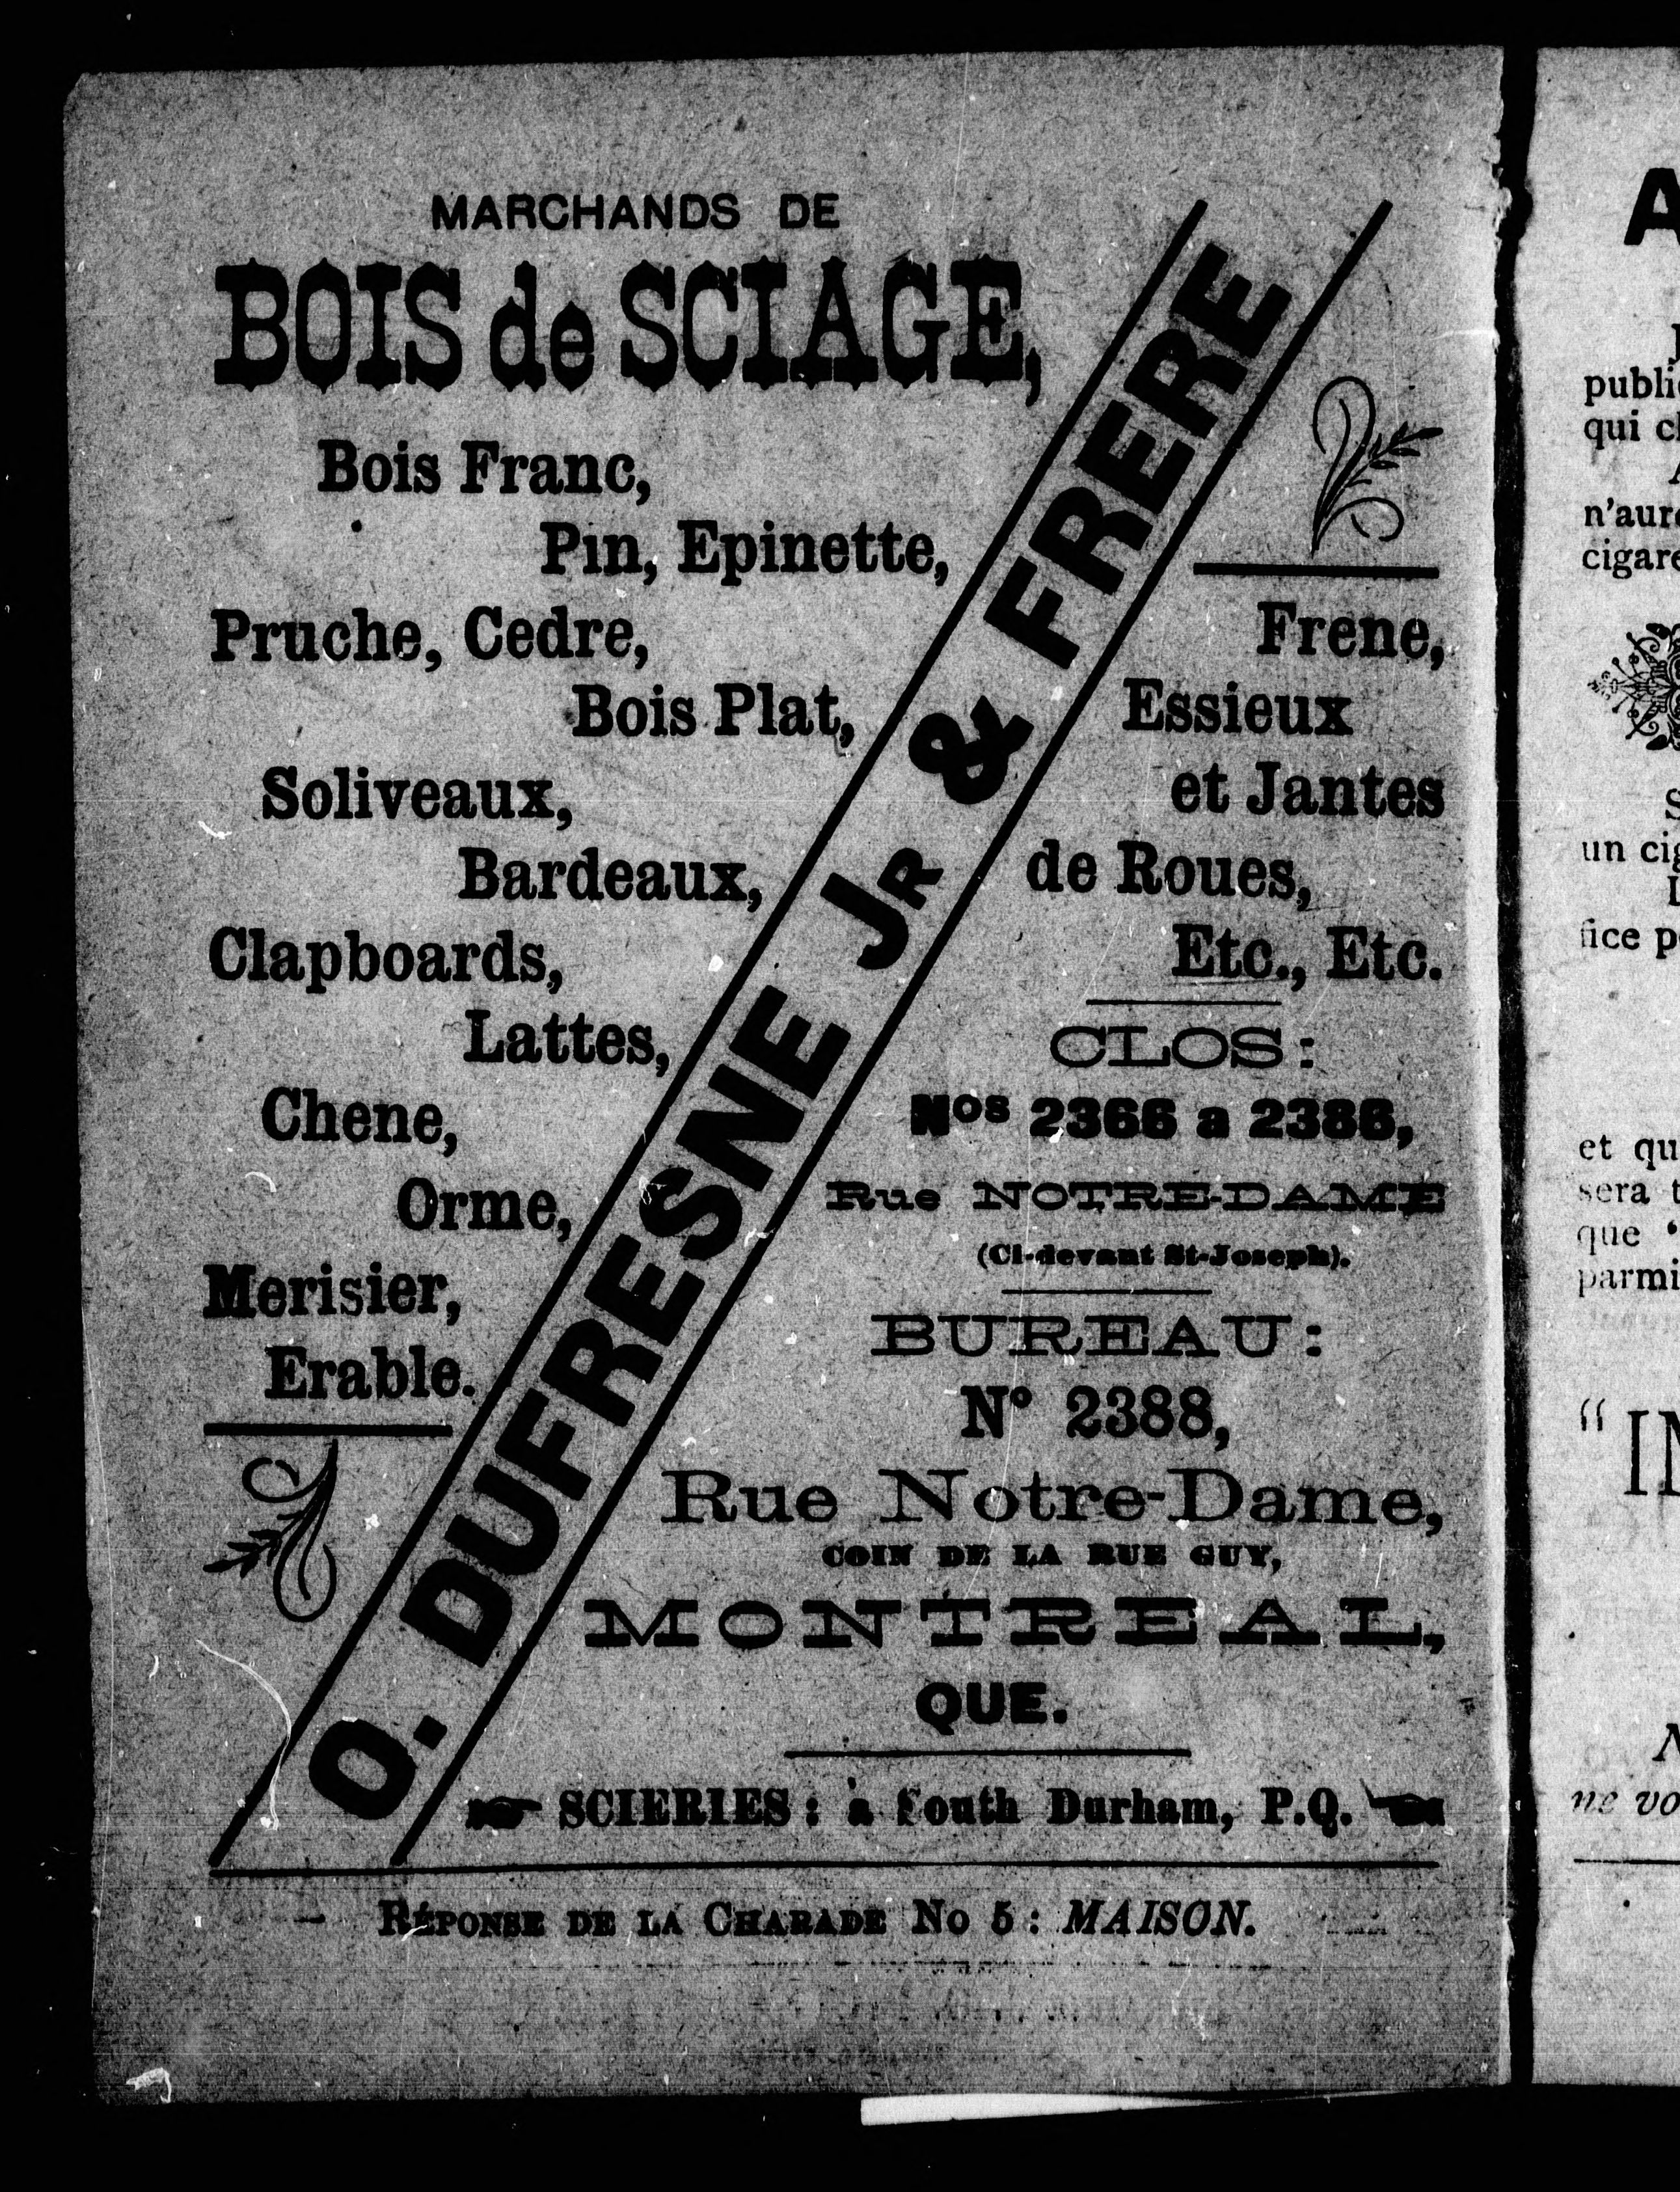 MARCHANDS DE
BOIS de SCIAGE,
Bois Franc,
Pin, Epinette,
Pruche, Cedre,
Bois Plat,
Soliveaux,
Bardeaux,
Clapboards,
Lattes,
Chene,
Orme,
Merisier,
Erable.
O. DUFRESNE JR & FRERE
Frene,
Essieux
et Jantes
de Roues,
Etc., Etc.
CLOS:
Nos 2366 a 2386,
Rue NOTRE-DAME
(Ci-devant St-Joseph).
BUREAU:
No 2388,
Rue Notre-Dame,
COIN DE LA RUE GUY,
MONTREAL,
QUE.
SCIERIES: à South Durham, P.Q.
RÉPONSE DE LA CHARADE No 5: MAISON.
A
publi
qui c
n'aur
cigare
S
un cig
L
fice p
et qu
sera t
que
parmi
"IN
N
ne vo